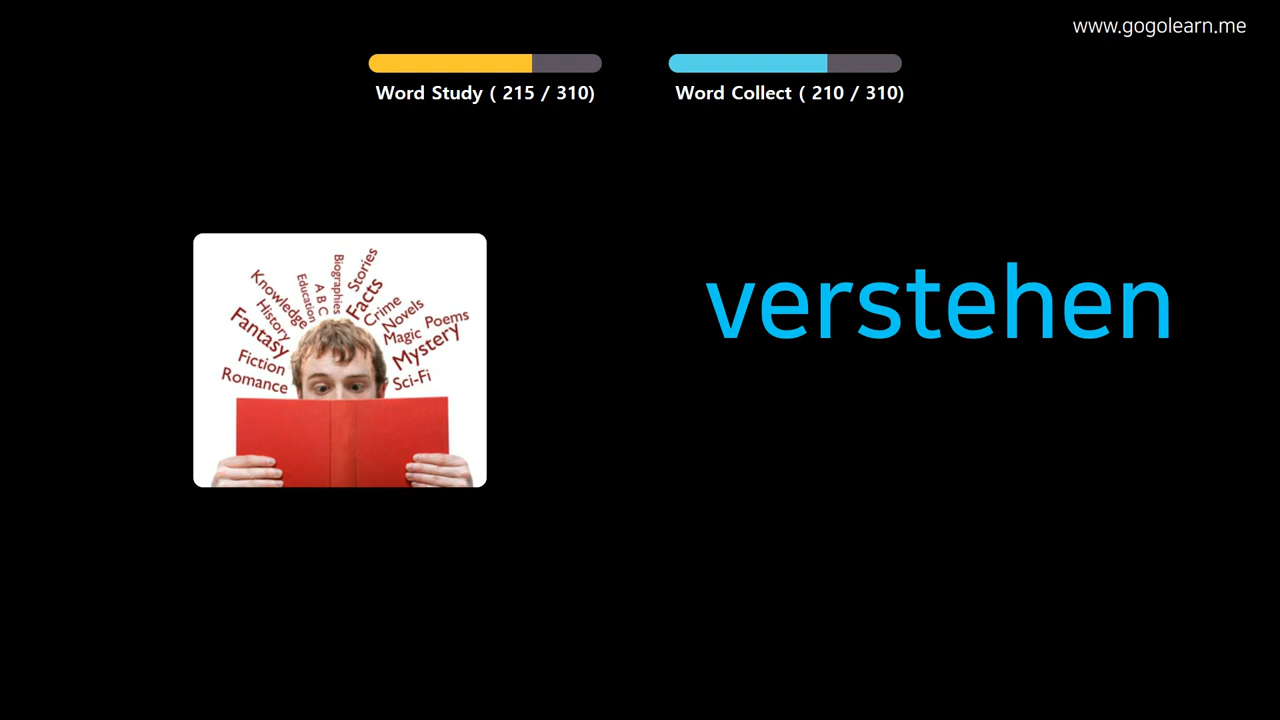 www.gogolearn.me
Word Study ( 215 / 310)
Word Collect ( 210 / 310)
verstehen
Knowledge
History
Fantasy
Fiction
Romance
Education
A B C
Biographies
Stories
Facts
Crime
Novels
Magic
Poems
Mystery
Sci-Fi